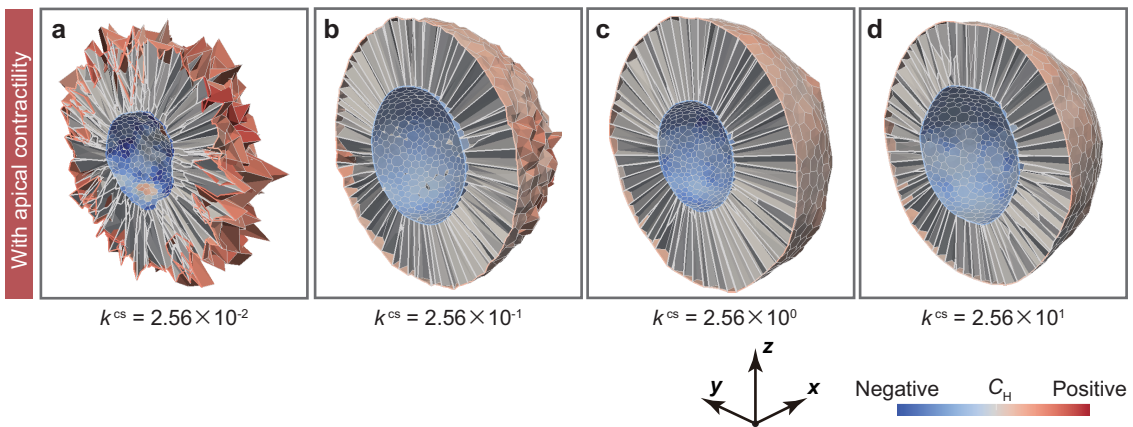 With apical contractility
a
b
c
d
k^cs = 2.56×10^-2
k^cs = 2.56×10^-1
k^cs = 2.56×10^0
k^cs = 2.56×10^1
z
y
x
Negative C_H Positive